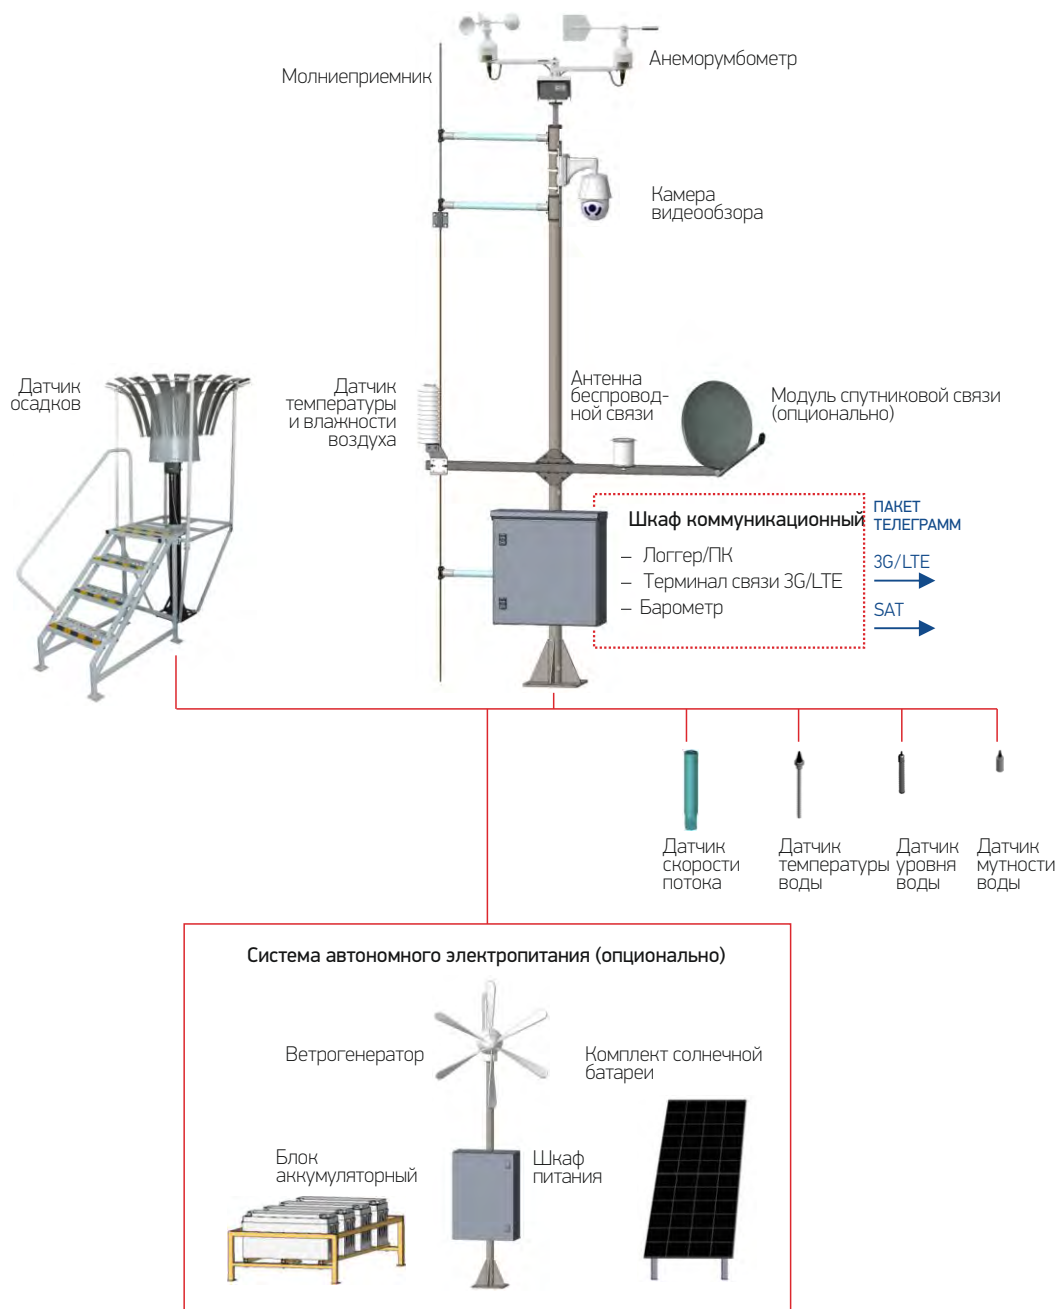 Молниеприемник
Анеморумбометр
Камера
видеообзора
Датчик
осадков
Датчик
температуры
и влажности
воздуха
Антенна
беспровод-
ной связи
Модуль спутниковой связи
(опционально)
Шкаф коммуникационный
– Логгер/ПК
– Терминал связи 3G/LTE
– Барометр
ПАКЕТ
ТЕЛЕГРАММ
3G/LTE
SAT
Датчик
скорости
потока
Датчик
температуры
воды
Датчик
уровня
воды
Датчик
мутности
воды
Система автономного электропитания (опционально)
Ветрогенератор
Комплект солнечной
батареи
Блок
аккумуляторный
Шкаф
питания